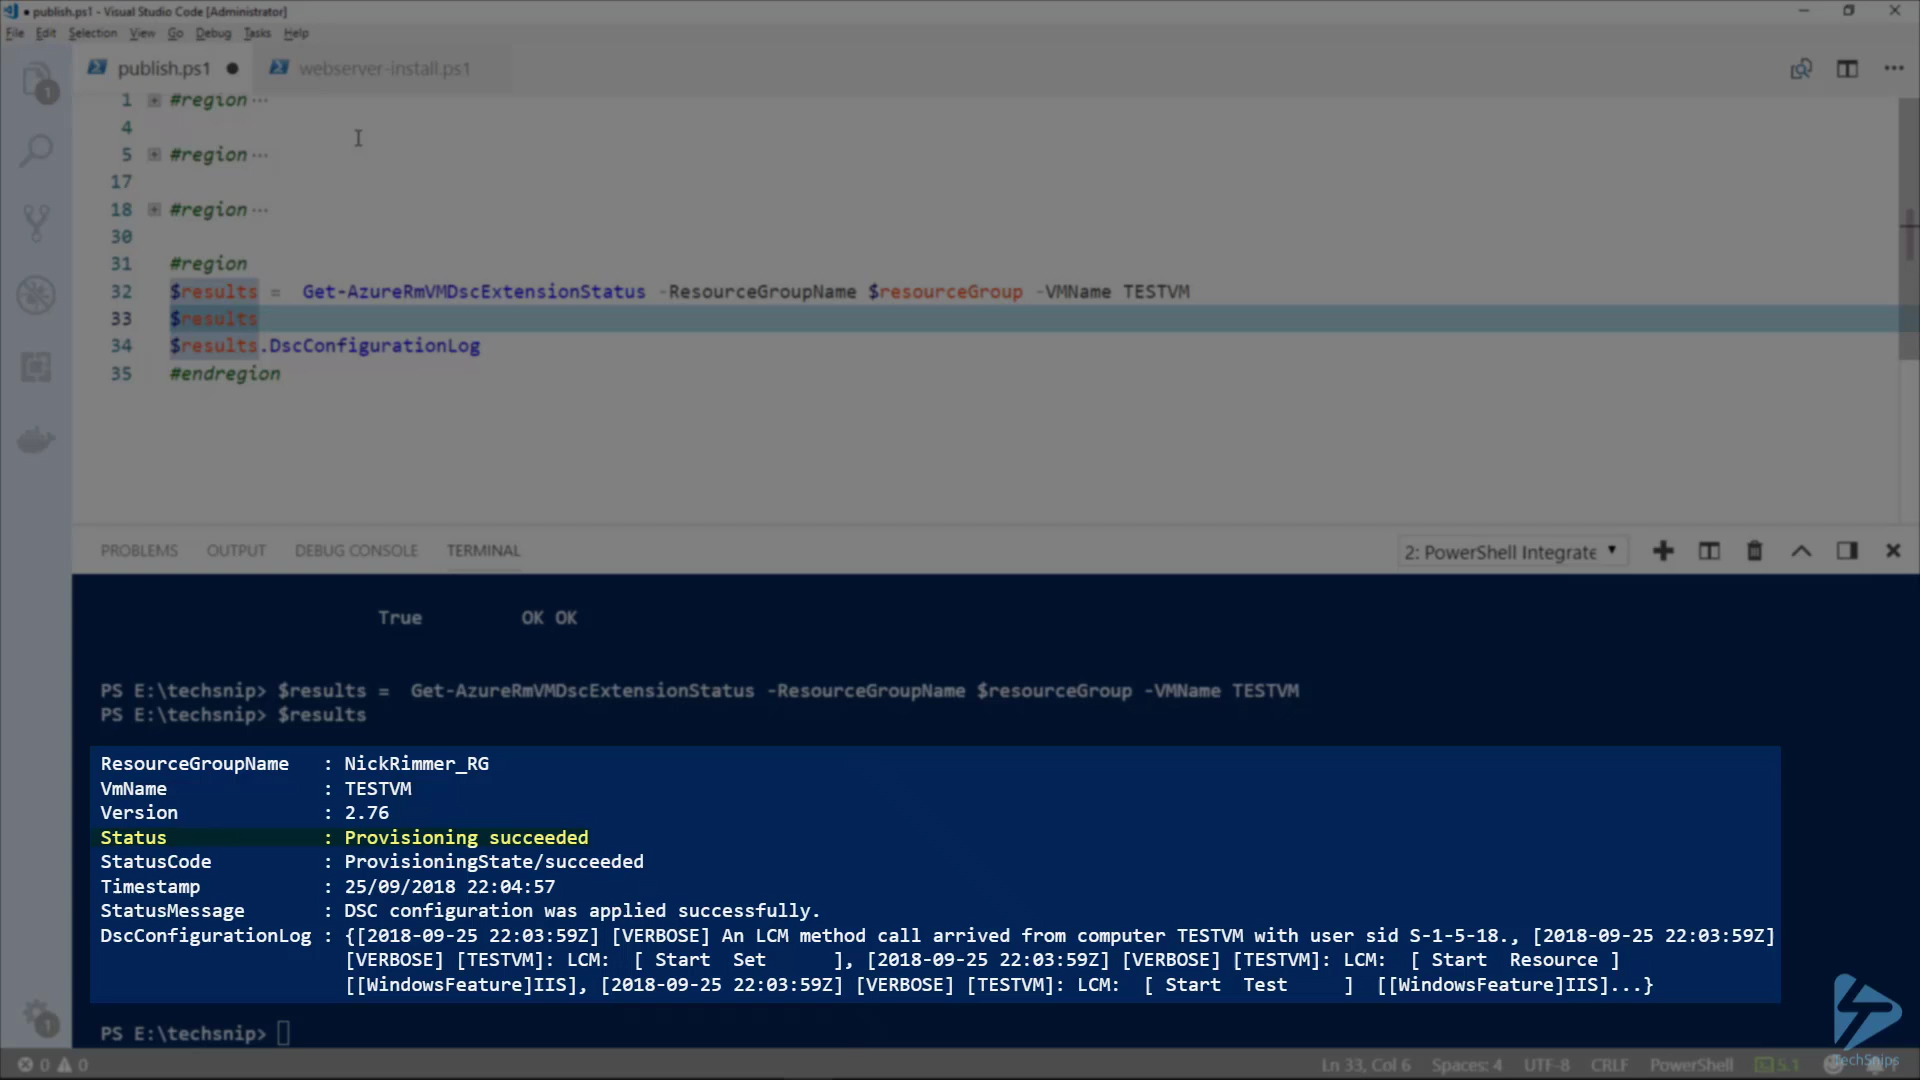 ● publish.ps1 - Visual Studio Code [Administrator]
File Edit Selection View Go Debug Tasks Help
publish.ps1 ● webserver-install.ps1
1 #region ...
4
5 #region ...
17
18 #region ...
30
31 #region
32 $results =  Get-AzureRmVMDscExtensionStatus -ResourceGroupName $resourceGroup -VMName TESTVM
33 $results
34 $results.DscConfigurationLog
35 #endregion
1
PROBLEMS OUTPUT DEBUG CONSOLE TERMINAL 2: PowerShell Integrate
True OK OK
PS E:\techsnip> $results =  Get-AzureRmVMDscExtensionStatus -ResourceGroupName $resourceGroup -VMName TESTVM
PS E:\techsnip> $results
ResourceGroupName : NickRimmer_RG
VmName : TESTVM
Version : 2.76
Status : Provisioning succeeded
StatusCode : ProvisioningState/succeeded
Timestamp : 25/09/2018 22:04:57
StatusMessage : DSC configuration was applied successfully.
DscConfigurationLog : {[2018-09-25 22:03:59Z] [VERBOSE] An LCM method call arrived from computer TESTVM with user sid S-1-5-18., [2018-09-25 22:03:59Z]
[VERBOSE] [TESTVM]: LCM:  [ Start  Set      ], [2018-09-25 22:03:59Z] [VERBOSE] [TESTVM]: LCM:  [ Start  Resource ]
[[WindowsFeature]IIS], [2018-09-25 22:03:59Z] [VERBOSE] [TESTVM]: LCM:  [ Start  Test     ]  [[WindowsFeature]IIS]...}
PS E:\techsnip>
1
0 0 Ln 33, Col 6 Spaces: 4 UTF-8 CRLF PowerShell 5.1
TechSnips